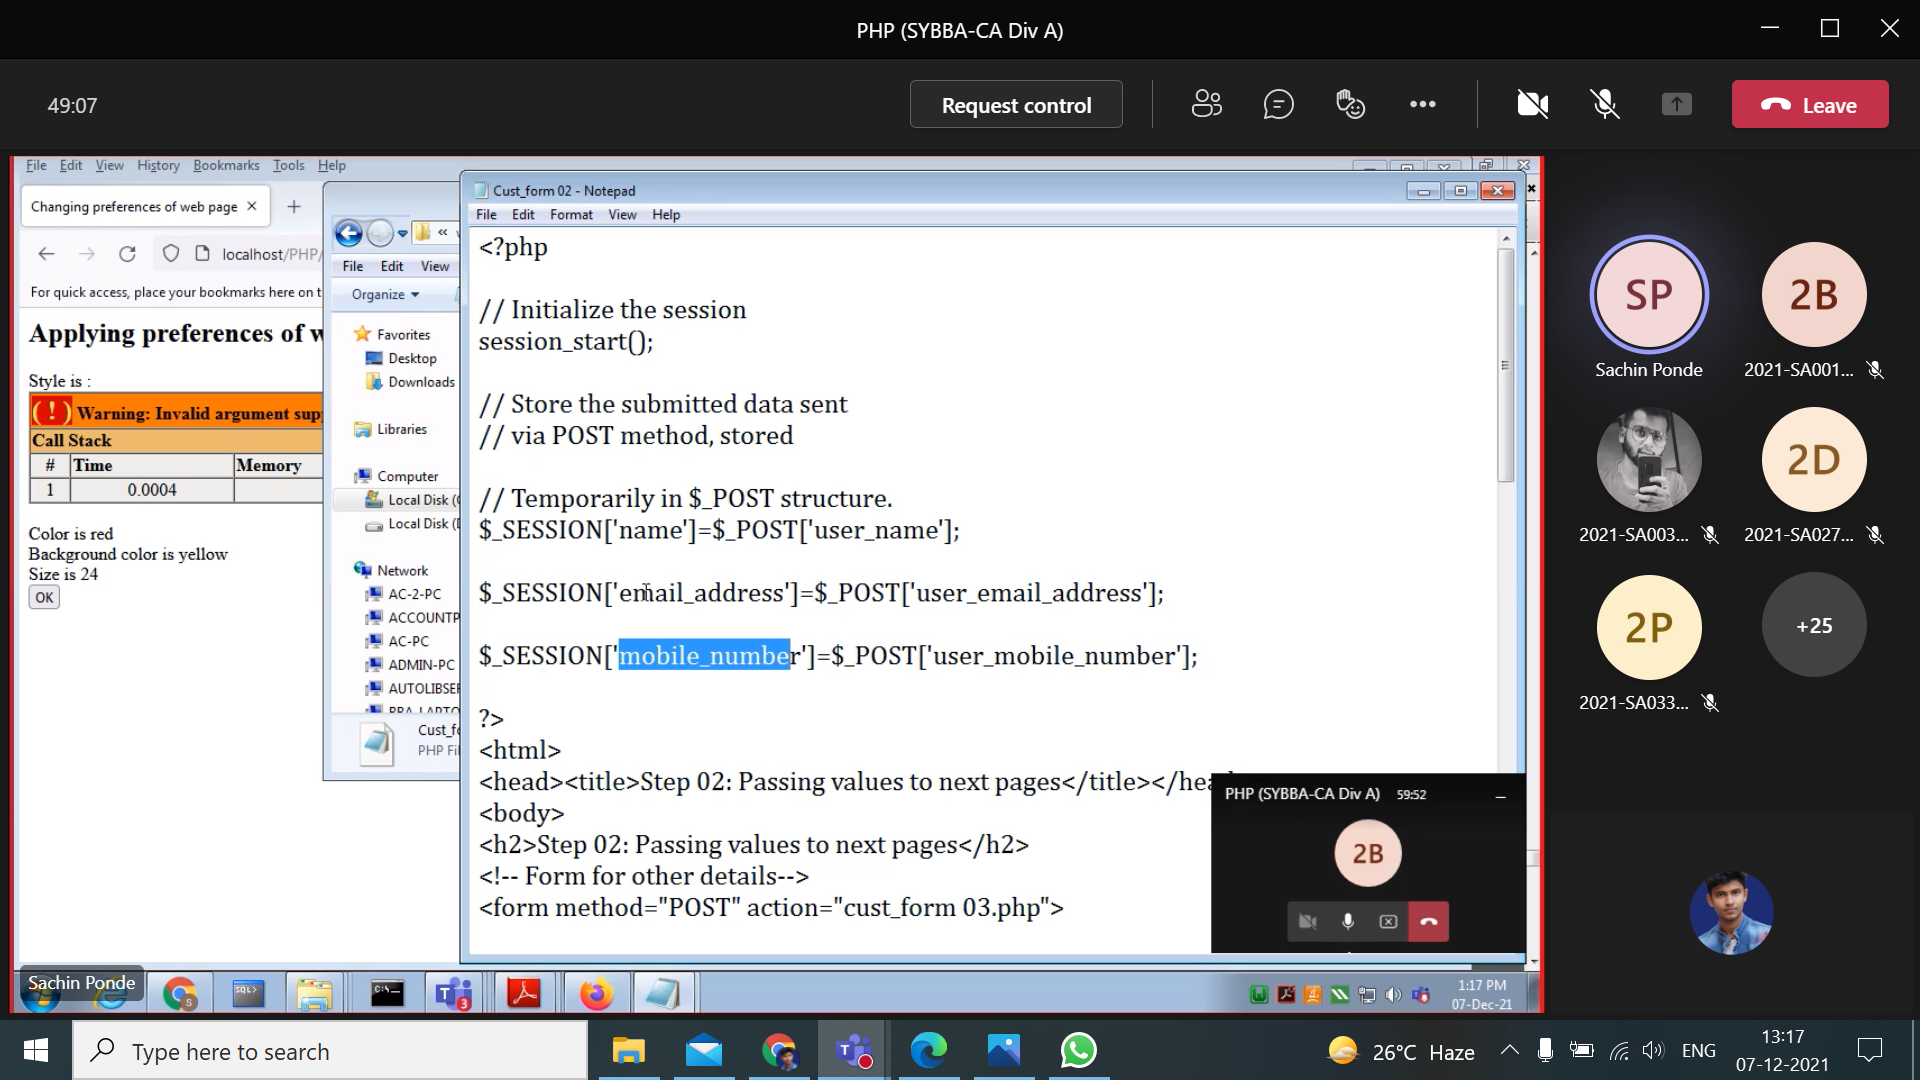 PHP (SYBBA-CA Div A)
49:07
Request control
Leave
File Edit View History Bookmarks Tools Help
Changing preferences of web page
localhost/PHP/
For quick access, place your bookmarks here on t
Applying preferences of w
Style is :
( ! ) Warning: Invalid argument sup
Call Stack
# Time Memory
1 0.0004
Color is red
Background color is yellow
Size is 24
OK
File Edit View
Organize
Favorites
Desktop
Downloads
Libraries
Computer
Local Disk (
Local Disk (
Network
AC-2-PC
ACCOUNTP
AC-PC
ADMIN-PC
AUTOLIBSE
BBA-LAPTO
Cust_fo
PHP Fil
Cust_form 02 - Notepad
File Edit Format View Help
<?php
// Initialize the session
session_start();
// Store the submitted data sent
// via POST method, stored
// Temporarily in $_POST structure.
$_SESSION['name']=$_POST['user_name'];
$_SESSION['email_address']=$_POST['user_email_address'];
$_SESSION['mobile_number']=$_POST['user_mobile_number'];
?>
<html>
<head><title>Step 02: Passing values to next pages</title></hea
<body>
<h2>Step 02: Passing values to next pages</h2>
<!-- Form for other details-->
<form method="POST" action="cust_form 03.php">
PHP (SYBBA-CA Div A) 59:52
2B
SP
Sachin Ponde
2B
2021-SA001...
2021-SA003...
2D
2021-SA027...
2P
2021-SA033...
+25
Sachin Ponde
S
SQL>
C:\.
T 3
1:17 PM
07-Dec-21
Type here to search
26°C Haze
ENG
13:17
07-12-2021